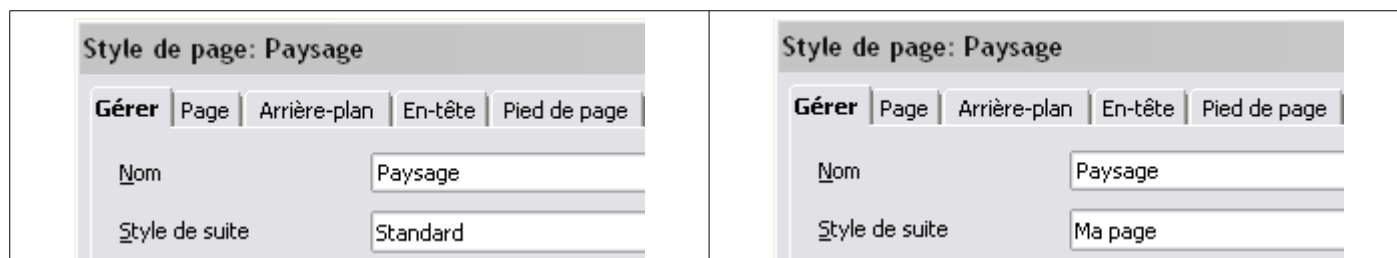 Style de page: Paysage
Gérer Page Arrière-plan En-tête Pied de page
Nom Paysage
Style de suite Standard
Style de page: Paysage
Gérer Page Arrière-plan En-tête Pied de page
Nom Paysage
Style de suite Ma page